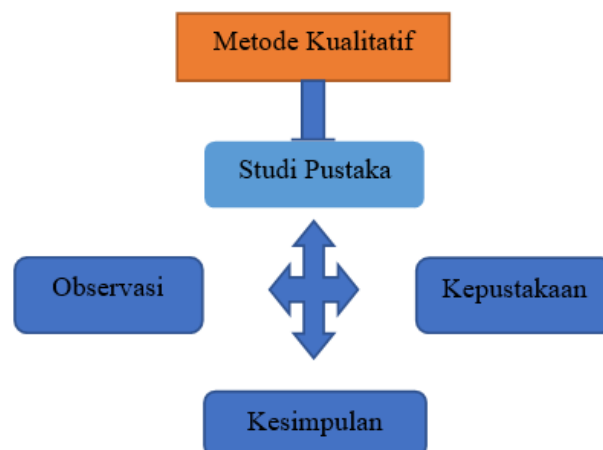 Metode Kualitatif
Studi Pustaka
Observasi
Kepustakaan
Kesimpulan